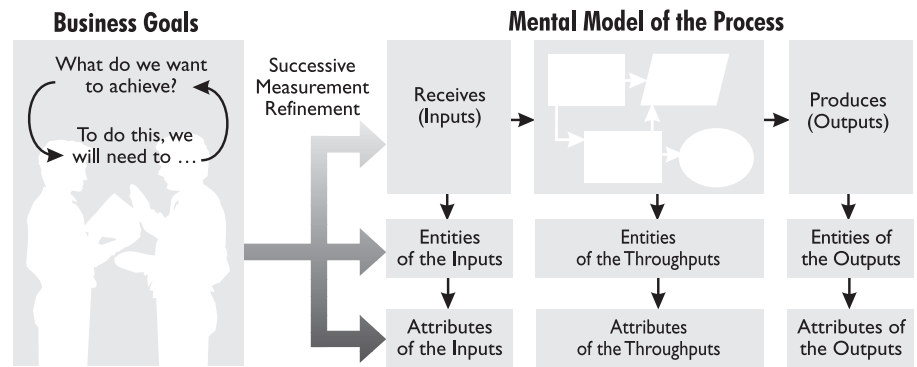 Business Goals
Mental Model of the Process
What do we want
to achieve?
To do this, we
will need to ...
Successive
Measurement
Refinement
Receives
(Inputs)
Produces
(Outputs)
Entities
of the Inputs
Entities
of the Throughputs
Entities of
the Outputs
Attributes
of the Inputs
Attributes
of the Throughputs
Attributes of
the Outputs